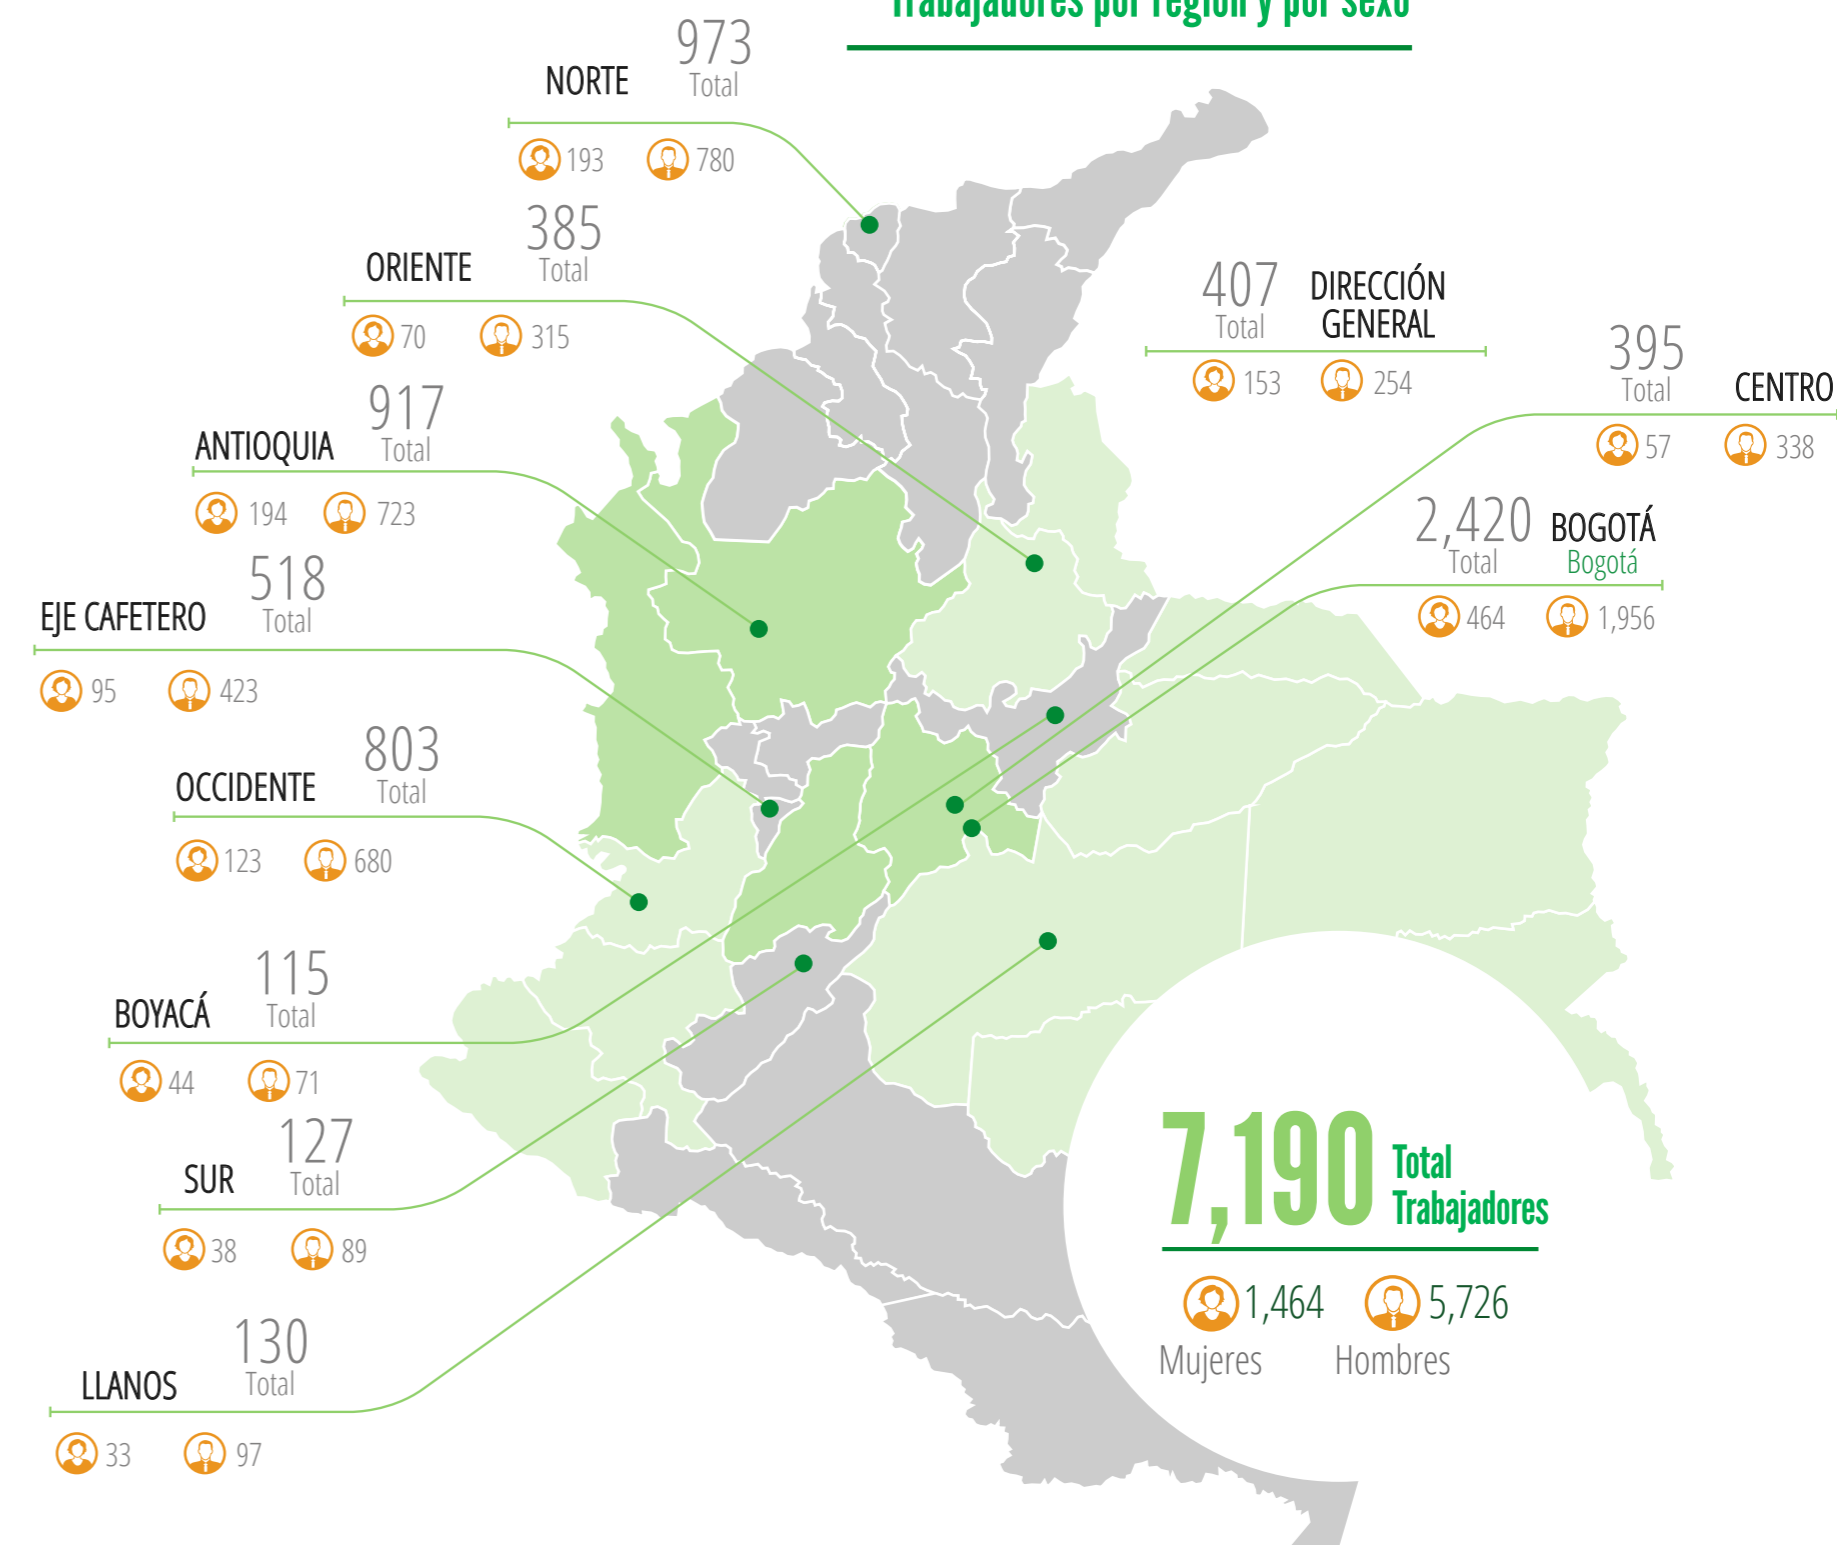 Trabajadores por región y por sexo
NORTE
973
Total
193
780
ORIENTE
385
Total
70
315
ANTIOQUIA
917
Total
194
723
EJE CAFETERO
518
Total
95
423
OCCIDENTE
803
Total
123
680
BOYACÁ
115
Total
44
71
SUR
127
Total
38
89
LLANOS
130
Total
33
97
407
Total
DIRECCIÓN
GENERAL
153
254
395
Total
CENTRO
57
338
2,420
Total
BOGOTÁ
Bogotá
464
1,956
7,190
Total
Trabajadores
1,464
5,726
Mujeres
Hombres